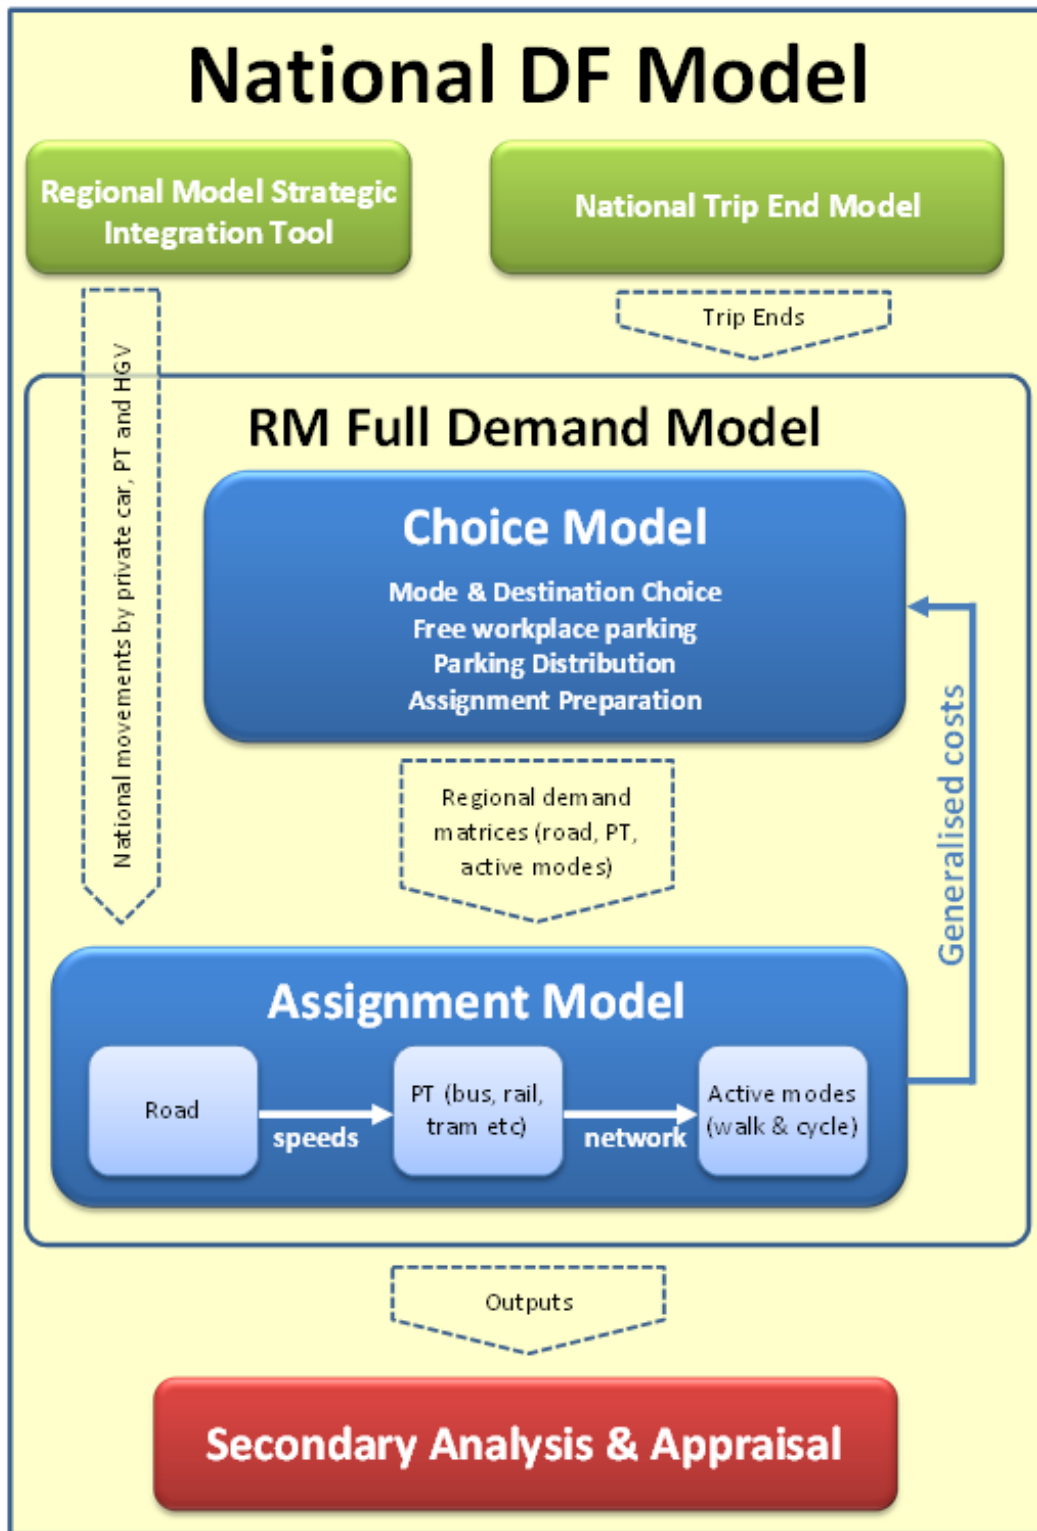 National DF Model
Regional Model Strategic
Integration Tool
National Trip End Model
Trip Ends
National movements by private car, PT and HGV
RM Full Demand Model
Choice Model
Mode & Destination Choice
Free workplace parking
Parking Distribution
Assignment Preparation
Regional demand
matrices (road, PT,
active modes)
Generalised costs
Assignment Model
Road
speeds
PT (bus, rail,
tram etc)
network
Active modes
(walk & cycle)
Outputs
Secondary Analysis & Appraisal